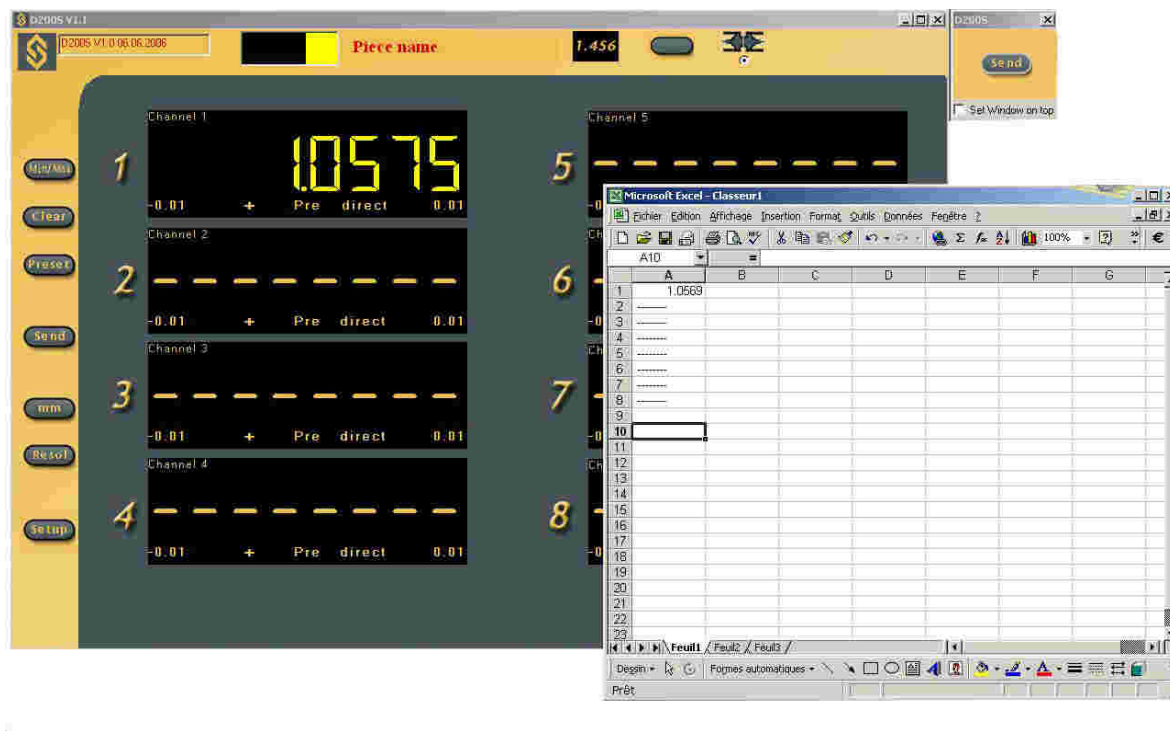 D200S V1.1
D200S V1.0 06.06.2006
Piece name
1.456
D200S
Send
Set Window on top
Min/Max
Clear
Preset
Send
mm
Resol
Setup
Channel 1
1
1.0575
-0.01 + Pre direct 0.01
Channel 2
2
- - - - - - - -
-0.01 + Pre direct 0.01
Channel 3
3
- - - - - - - -
-0.01 + Pre direct 0.01
Channel 4
4
- - - - - - - -
-0.01 + Pre direct 0.01
Channel 5
5
- - - - - - - -
6
7
8
Microsoft Excel - Classeur1
Fichier Edition Affichage Insertion Format Outils Données Fenêtre ?
100%
A10 =
A B C D E F G
1 1.0569
2 --------
3 --------
4 --------
5 --------
6 --------
7 --------
8 --------
9
10
11
12
13
14
15
16
17
18
19
20
21
22
23
Feuil1 / Feuil2 / Feuil3 /
Dessin Formes automatiques
Prêt